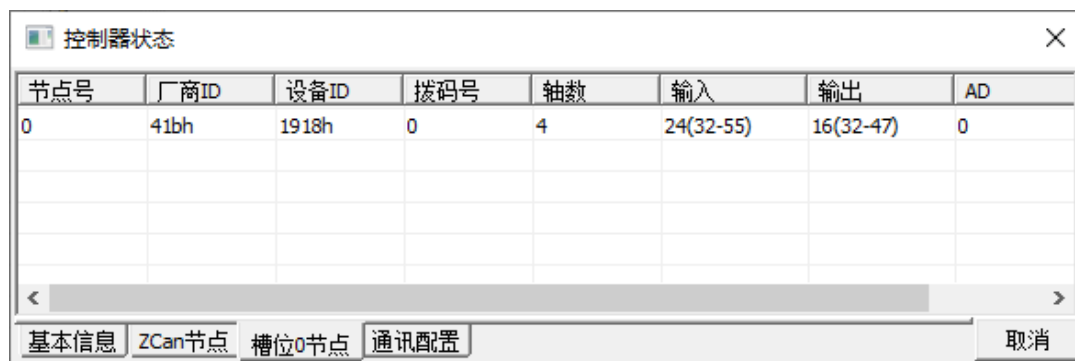 控制器状态
节点号 厂商ID 设备ID 拨码号 轴数 输入 输出 AD
0 41bh 1918h 0 4 24(32-55) 16(32-47) 0
基本信息 ZCan节点 槽位0节点 通讯配置 取消